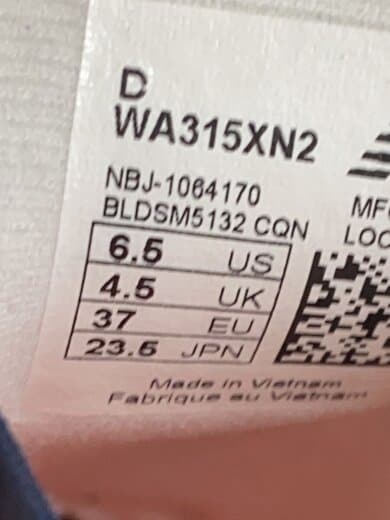 D
WA315XN2
NBJ-1064170
BLDSM5132 CQN
MF
LOC
6.5 US
4.5 UK
37 EU
23.5 JPN
Made in Vietnam
Fabrique au Vietnam